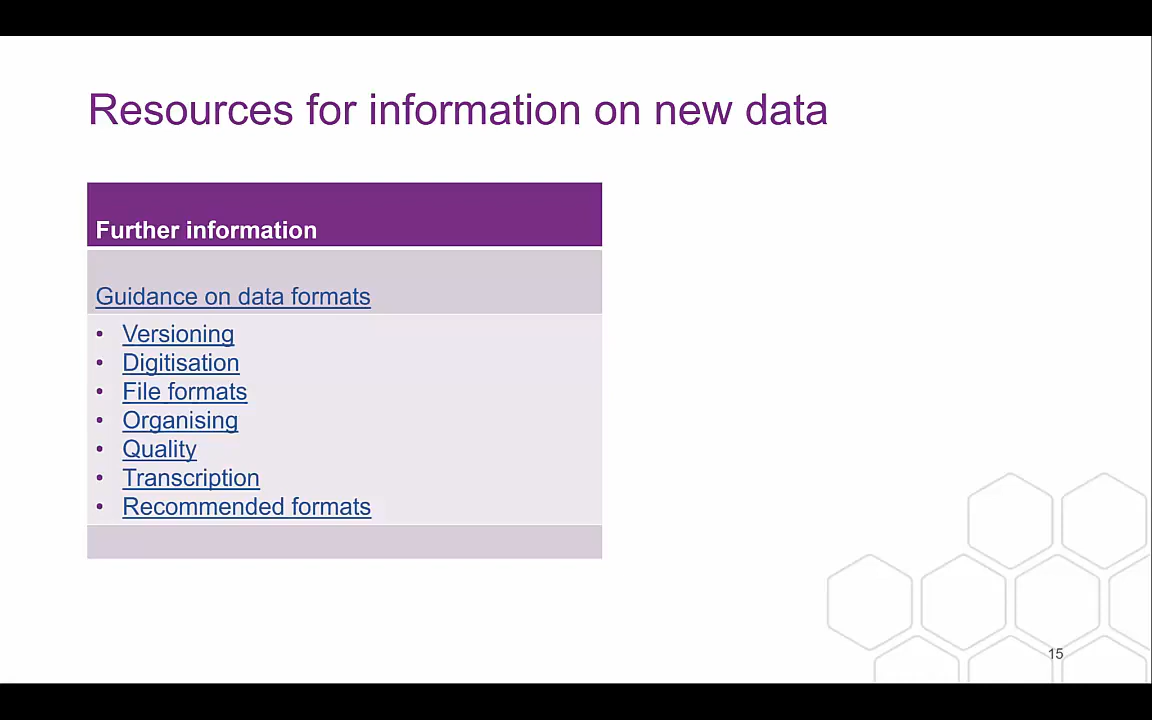 Resources for information on new data
Further information
Guidance on data formats
• Versioning
• Digitisation
• File formats
• Organising
• Quality
• Transcription
• Recommended formats
15